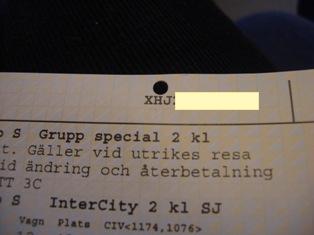 XHJ
S Grupp special 2 kl
t. Gäller vid utrikes resa
id ändring och återbetalning
TT 3C
S InterCity 2 kl SJ
Vagn Plats CIV<1174,1076>